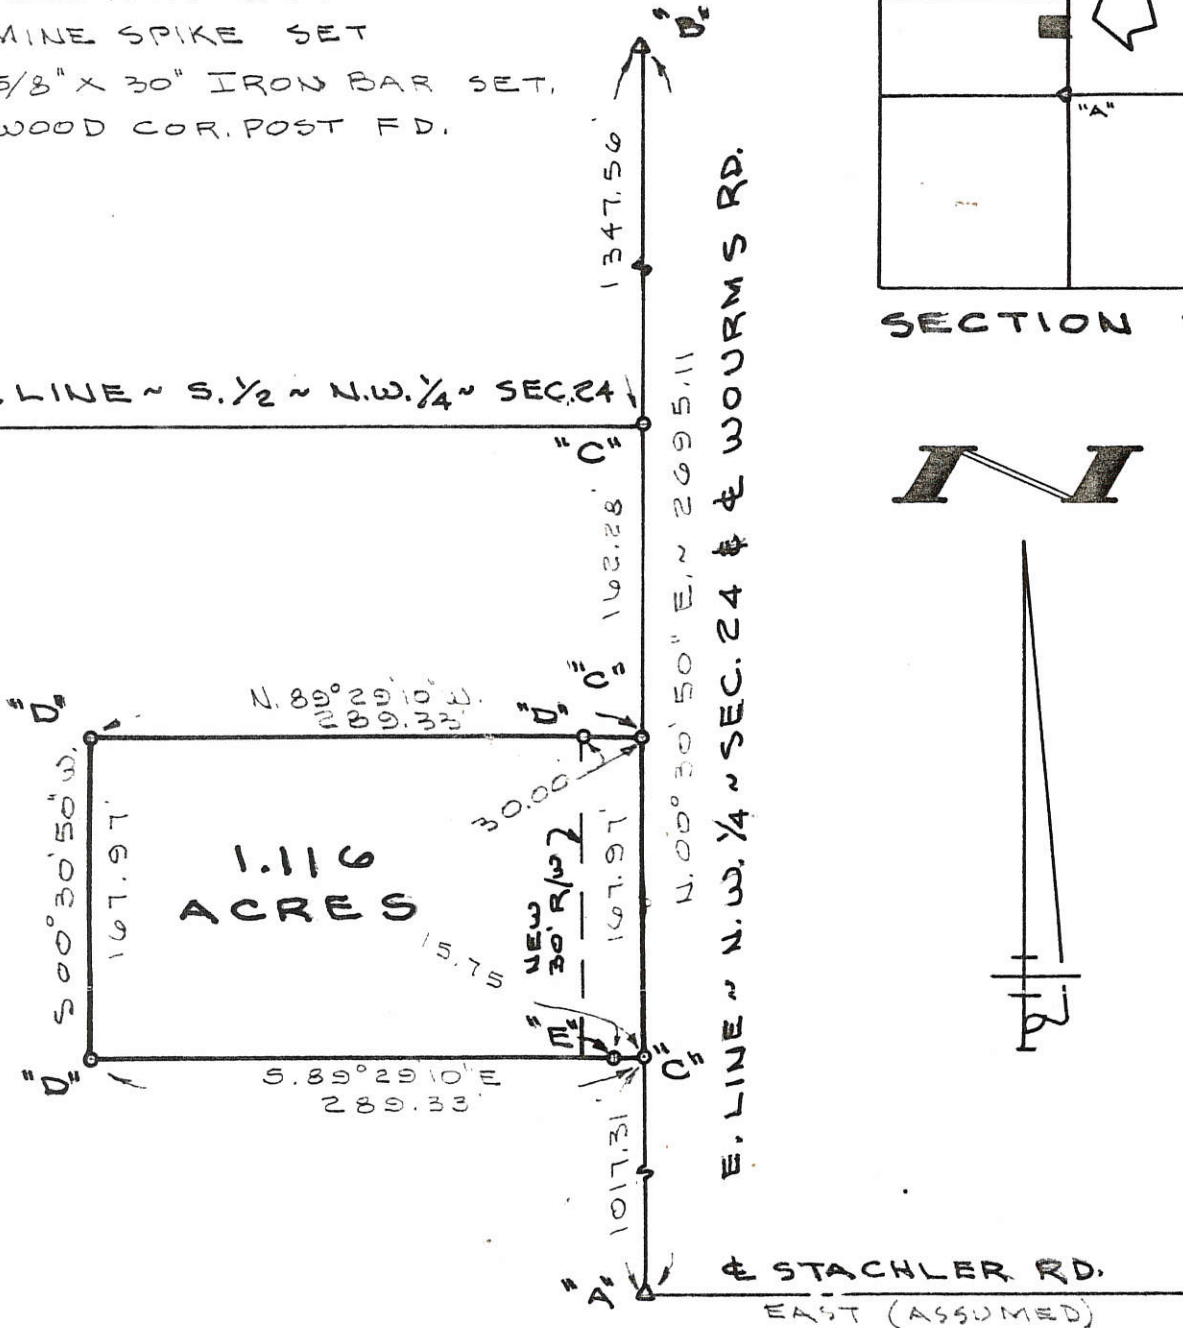 MINE SPIKE SET
5/8" X 30" IRON BAR SET.
WOOD COR. POST FD.
"B"
1347.56'
"A"
SECTION
LINE ~ S. 1/2 ~ N.W. 1/4 ~ SEC. 24
"C"
162.28'
N. 00° 30' 50" E. ~ 2695.11
E. LINE ~ N.W. 1/4 ~ SEC. 24 & ℄ WOURMS RD.
N
"D"
N. 89° 29' 10" W.
289.33'
"D"
"C"
30.00
S 00° 30' 50" W.
167.97'
1.116
ACRES
NEW
30' R/W
167.97'
15.75
"E"
"D"
"C"
S. 89° 29' 10" E
289.33'
1017.31'
"A"
℄ STACHLER RD.
EAST (ASSUMED)